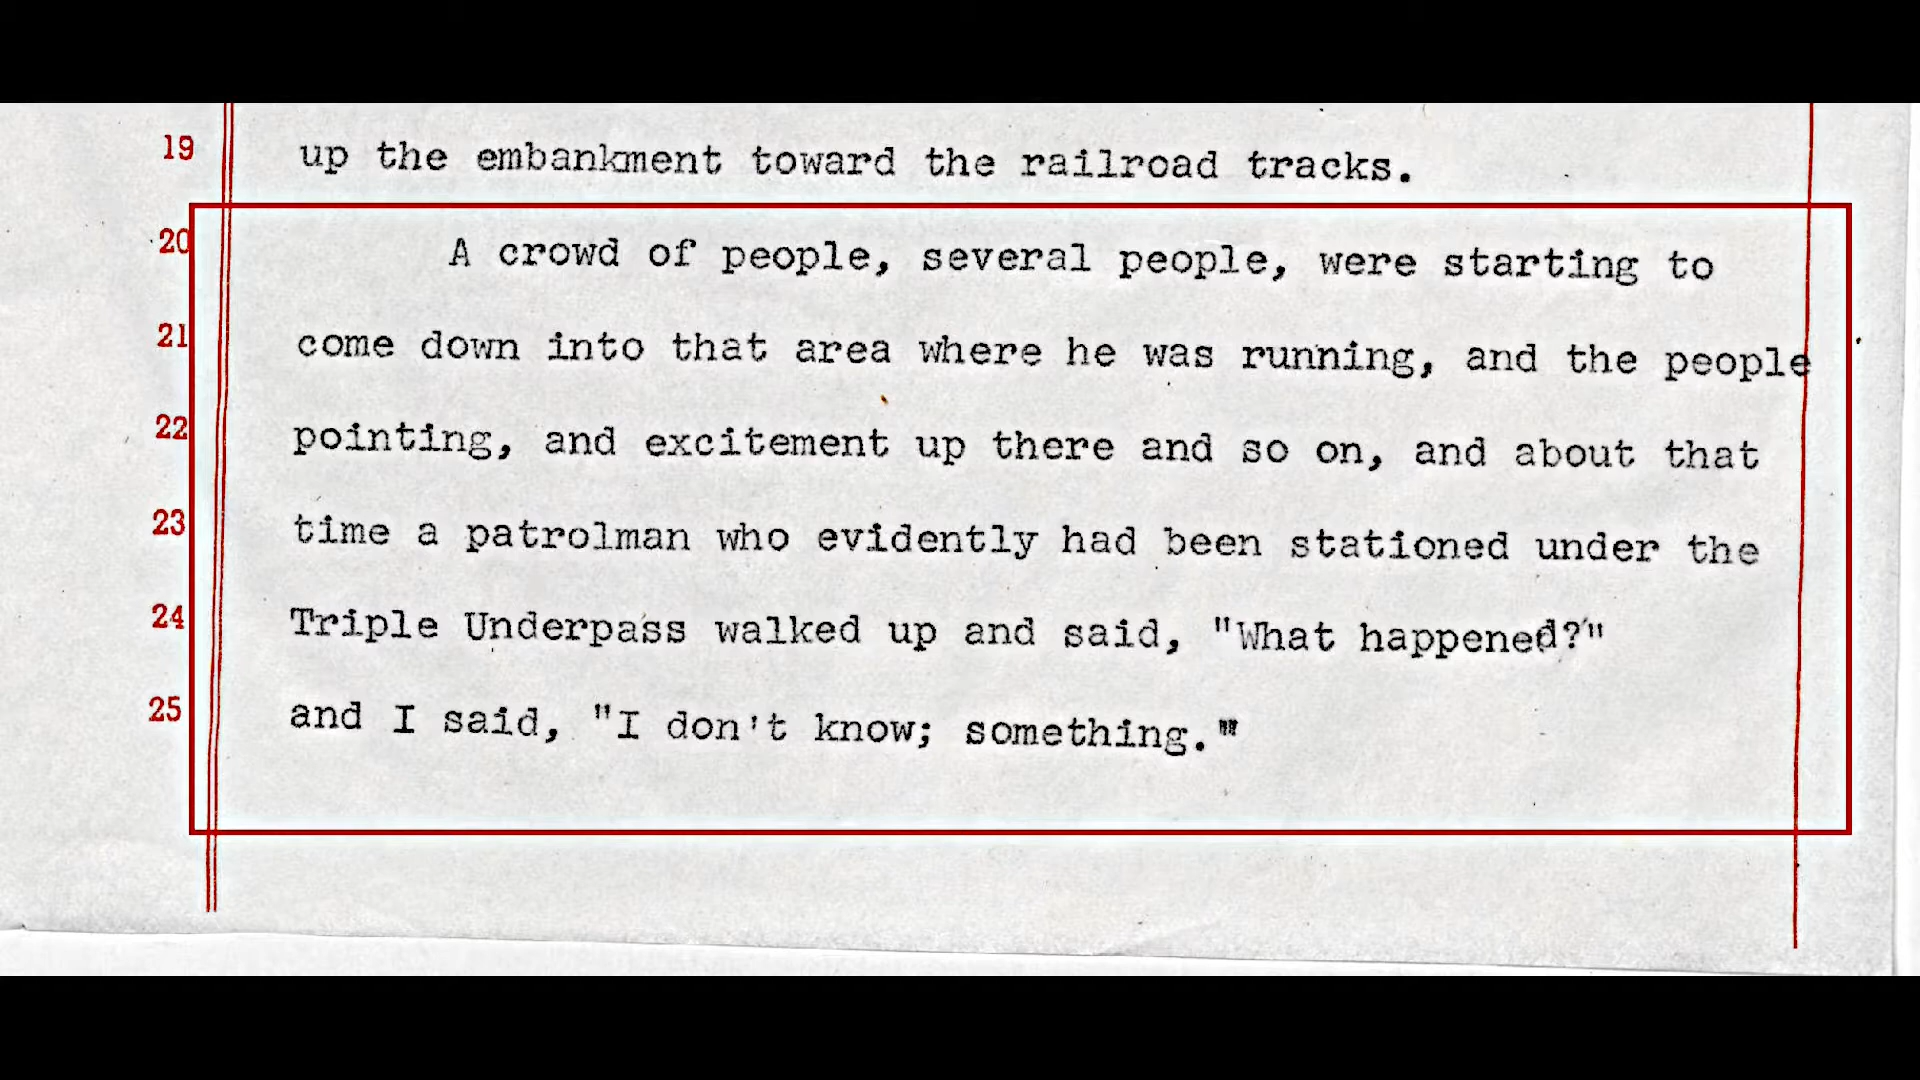 19 up the embankment toward the railroad tracks.
20 A crowd of people, several people, were starting to
21 come down into that area where he was running, and the people
22 pointing, and excitement up there and so on, and about that
23 time a patrolman who evidently had been stationed under the
24 Triple Underpass walked up and said, "What happened?"
25 and I said, "I don't know; something.""